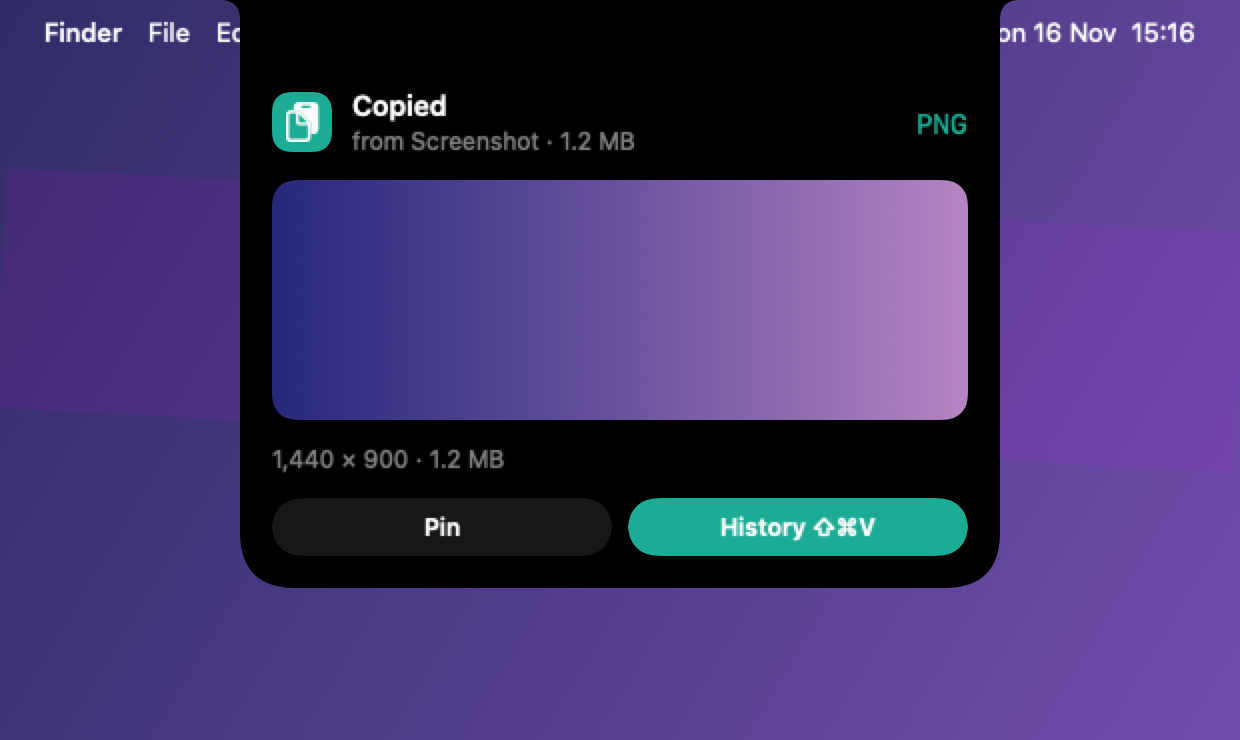 Finder File
16 Nov 15:16
Copied
from Screenshot · 1.2 MB
PNG
1,440 × 900 · 1.2 MB
Pin
History ⇧⌘V